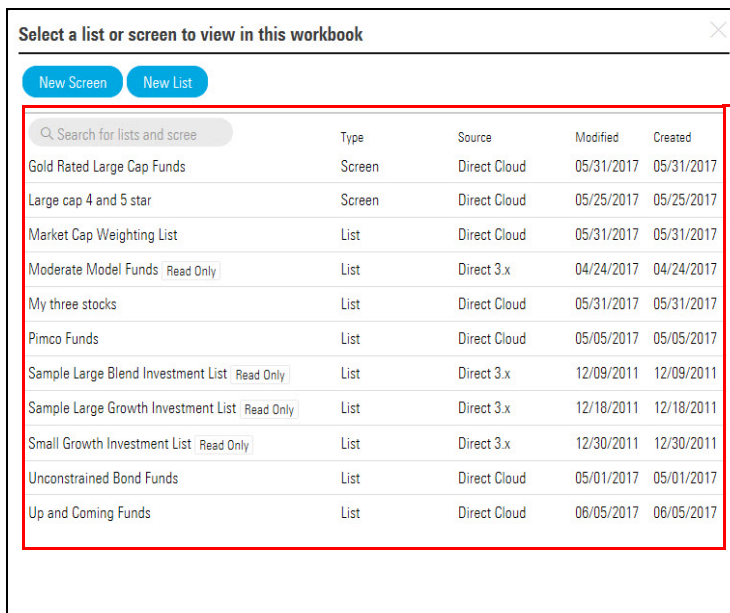 Select a list or screen to view in this workbook
New Screen New List
Search for lists and scree Type Source Modified Created
Gold Rated Large Cap Funds Screen Direct Cloud 05/31/2017 05/31/2017
Large cap 4 and 5 star Screen Direct Cloud 05/25/2017 05/25/2017
Market Cap Weighting List List Direct Cloud 05/31/2017 05/31/2017
Moderate Model Funds Read Only List Direct 3.x 04/24/2017 04/24/2017
My three stocks List Direct Cloud 05/31/2017 05/31/2017
Pimco Funds List Direct Cloud 05/05/2017 05/05/2017
Sample Large Blend Investment List Read Only List Direct 3.x 12/09/2011 12/09/2011
Sample Large Growth Investment List Read Only List Direct 3.x 12/18/2011 12/18/2011
Small Growth Investment List Read Only List Direct 3.x 12/30/2011 12/30/2011
Unconstrained Bond Funds List Direct Cloud 05/01/2017 05/01/2017
Up and Coming Funds List Direct Cloud 06/05/2017 06/05/2017